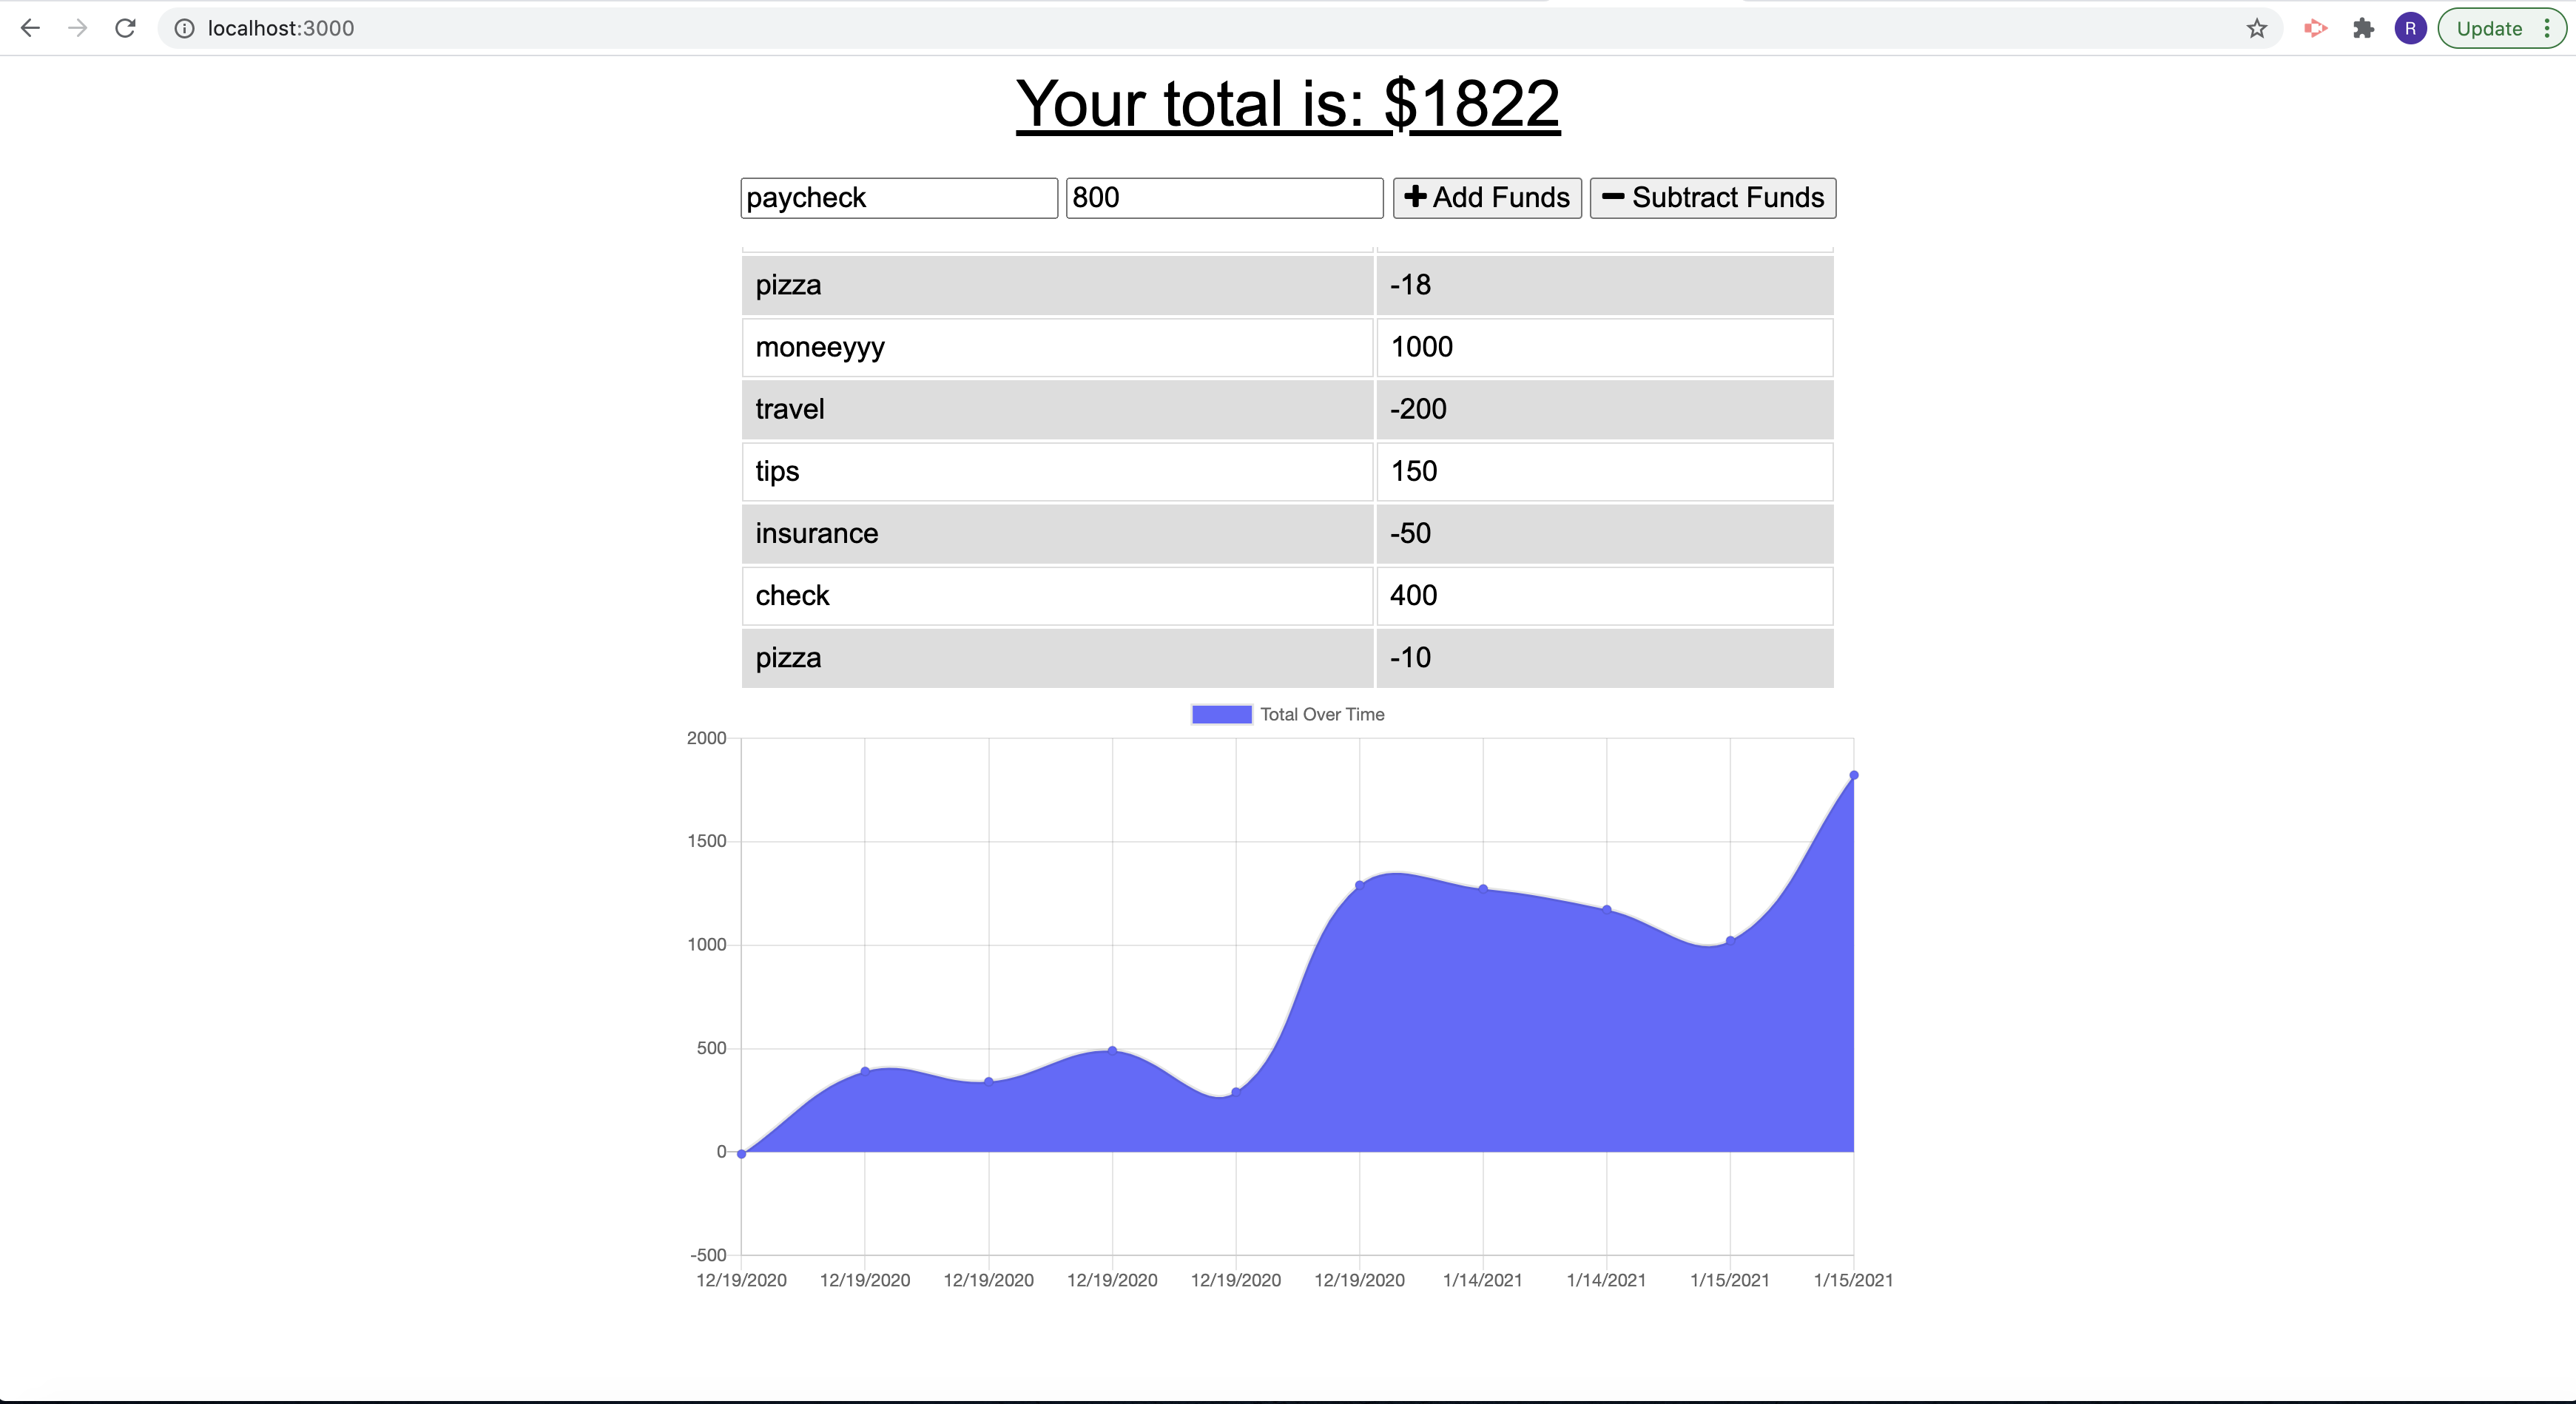 localhost:3000
R
Update
Your total is: $1822
paycheck 800 Add Funds Subtract Funds
pizza -18
moneeyyy 1000
travel -200
tips 150
insurance -50
check 400
pizza -10
Total Over Time
2000
1500
1000
500
0
-500
12/19/2020 12/19/2020 12/19/2020 12/19/2020 12/19/2020 12/19/2020 1/14/2021 1/14/2021 1/15/2021 1/15/2021